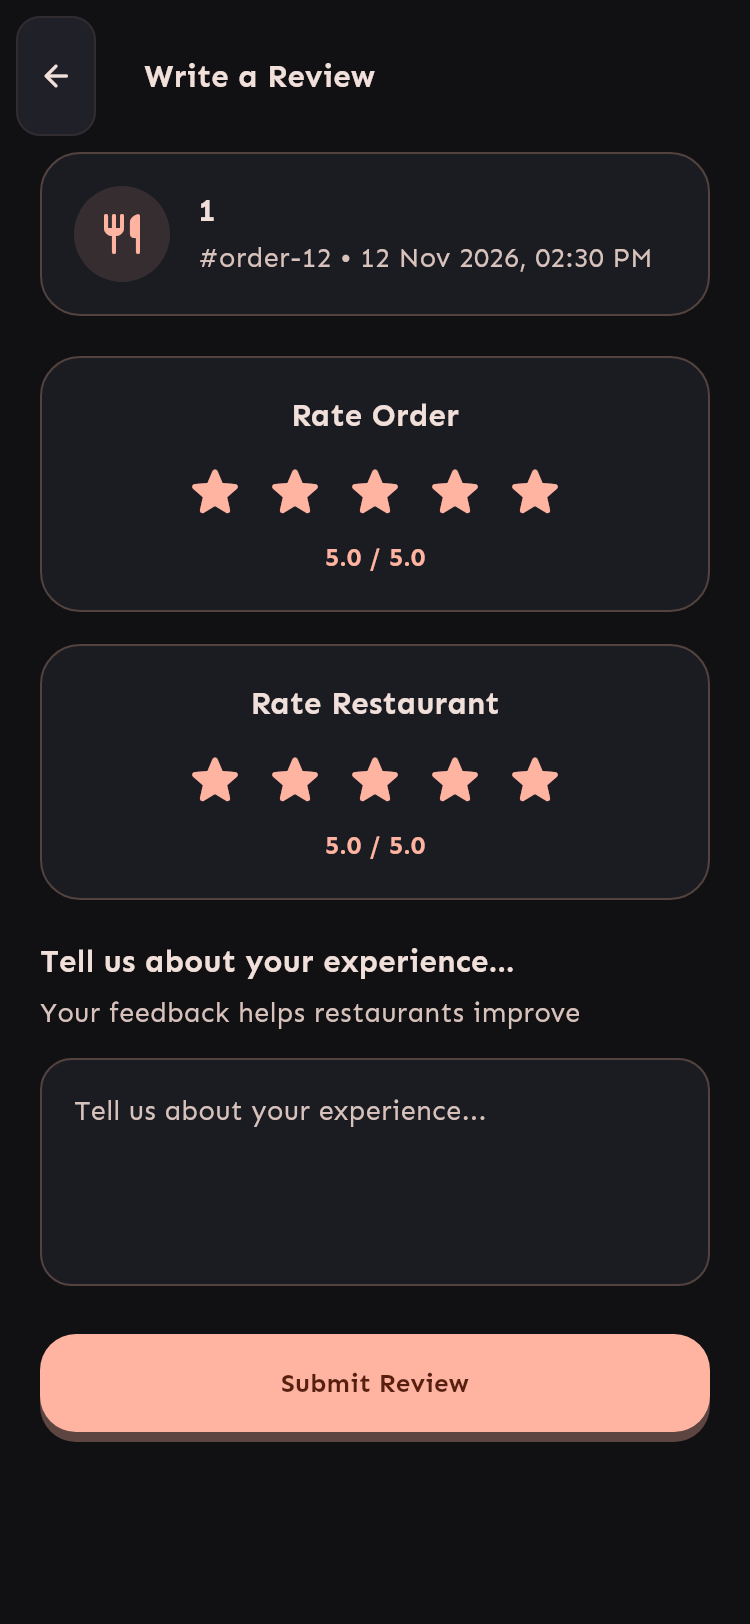 Write a Review
1
#order-12 • 12 Nov 2026, 02:30 PM
Rate Order
5.0 / 5.0
Rate Restaurant
5.0 / 5.0
Tell us about your experience...
Your feedback helps restaurants improve
Tell us about your experience...
Submit Review